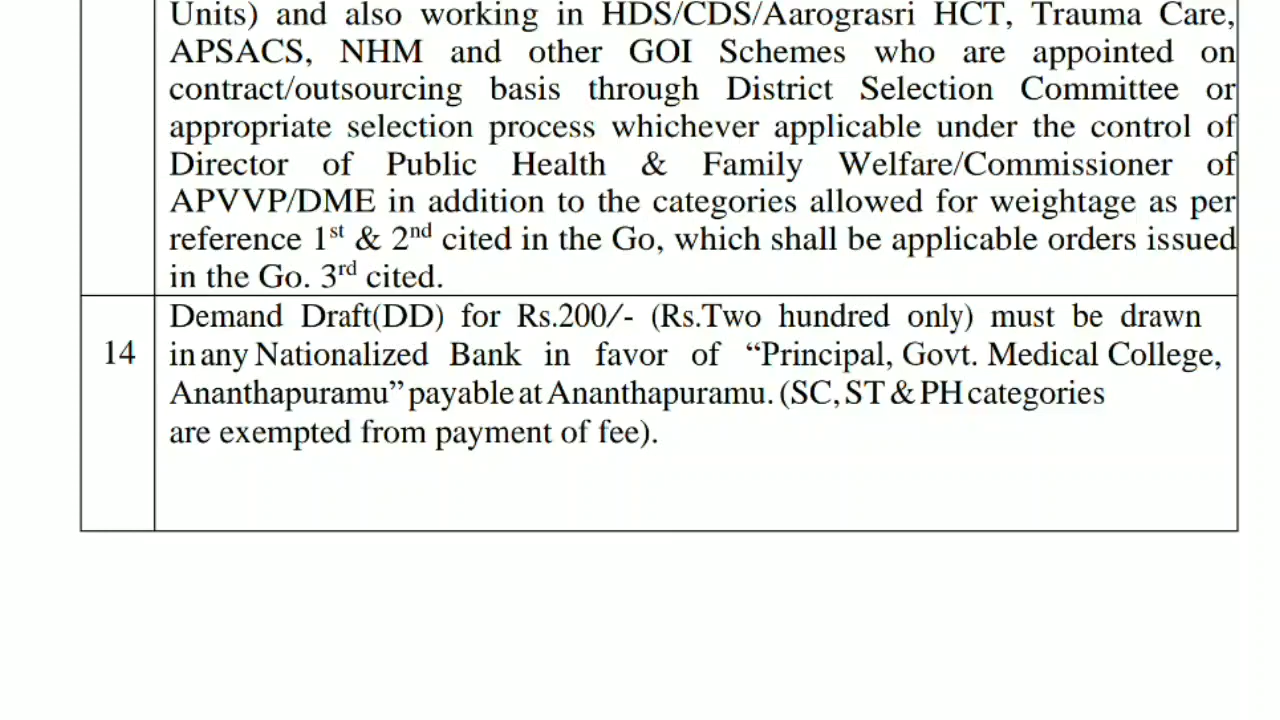 Units) and also working in HDS/CDS/Aarograsri HCT, Trauma Care,
APSACS, NHM and other GOI Schemes who are appointed on
contract/outsourcing basis through District Selection Committee or
appropriate selection process whichever applicable under the control of
Director of Public Health & Family Welfare/Commissioner of
APVVP/DME in addition to the categories allowed for weightage as per
reference 1st & 2nd cited in the Go, which shall be applicable orders issued
in the Go. 3rd cited.
Demand Draft(DD) for Rs.200/- (Rs.Two hundred only) must be drawn
14 in any Nationalized Bank in favor of “Principal, Govt. Medical College,
Ananthapuramu” payable at Ananthapuramu. (SC, ST & PH categories
are exempted from payment of fee).